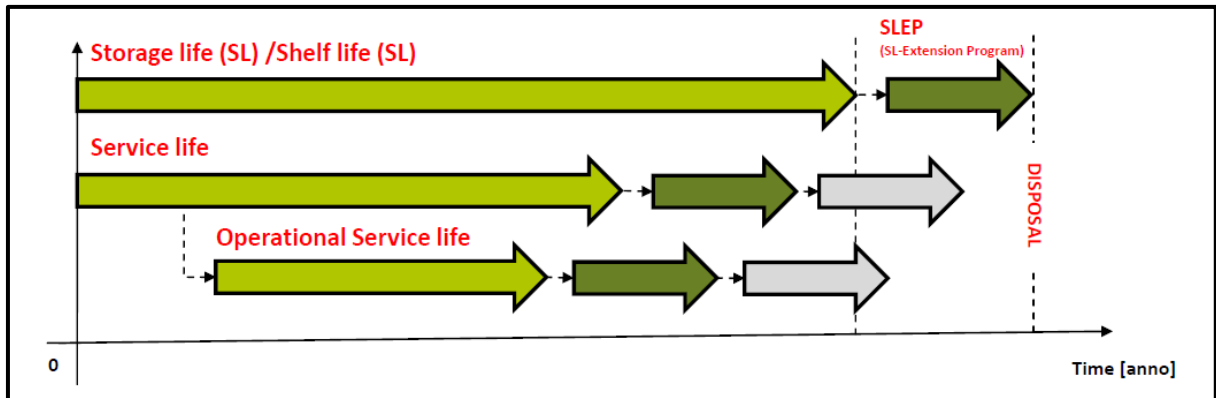 SLEP
(SL-Extension Program)
Storage life (SL) /Shelf life (SL)
Service life
DISPOSAL
Operational Service life
0
Time [anno]